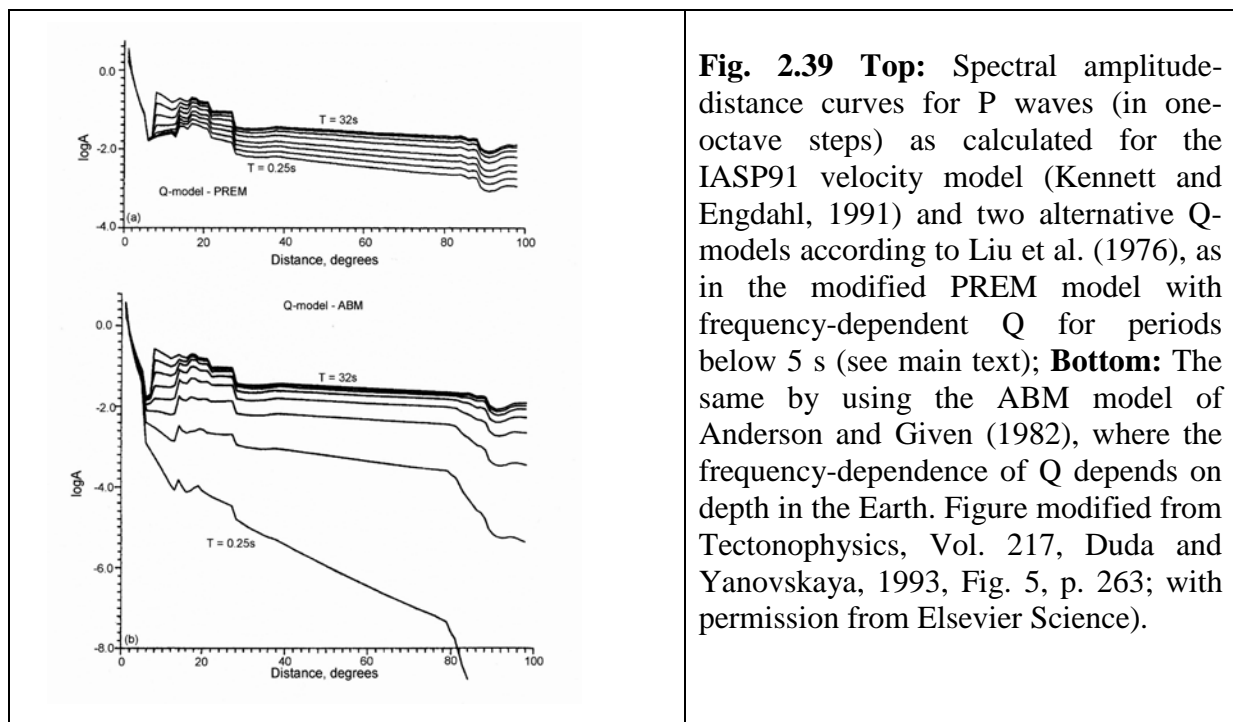 0.0
-2.0
-4.0
logA
T = 32s
T = 0.25s
Q-model - PREM
(a)
0 20 40 60 80 100
Distance, degrees
Q-model - ABM
0.0
-2.0
-4.0
-6.0
-8.0
logA
T = 32s
T = 0.25s
(b)
0 20 40 60 80 100
Distance, degrees
Fig. 2.39 Top: Spectral amplitude-
distance curves for P waves (in one-
octave steps) as calculated for the
IASP91 velocity model (Kennett and
Engdahl, 1991) and two alternative Q-
models according to Liu et al. (1976), as
in the modified PREM model with
frequency-dependent Q for periods
below 5 s (see main text); Bottom: The
same by using the ABM model of
Anderson and Given (1982), where the
frequency-dependence of Q depends on
depth in the Earth. Figure modified from
Tectonophysics, Vol. 217, Duda and
Yanovskaya, 1993, Fig. 5, p. 263; with
permission from Elsevier Science).